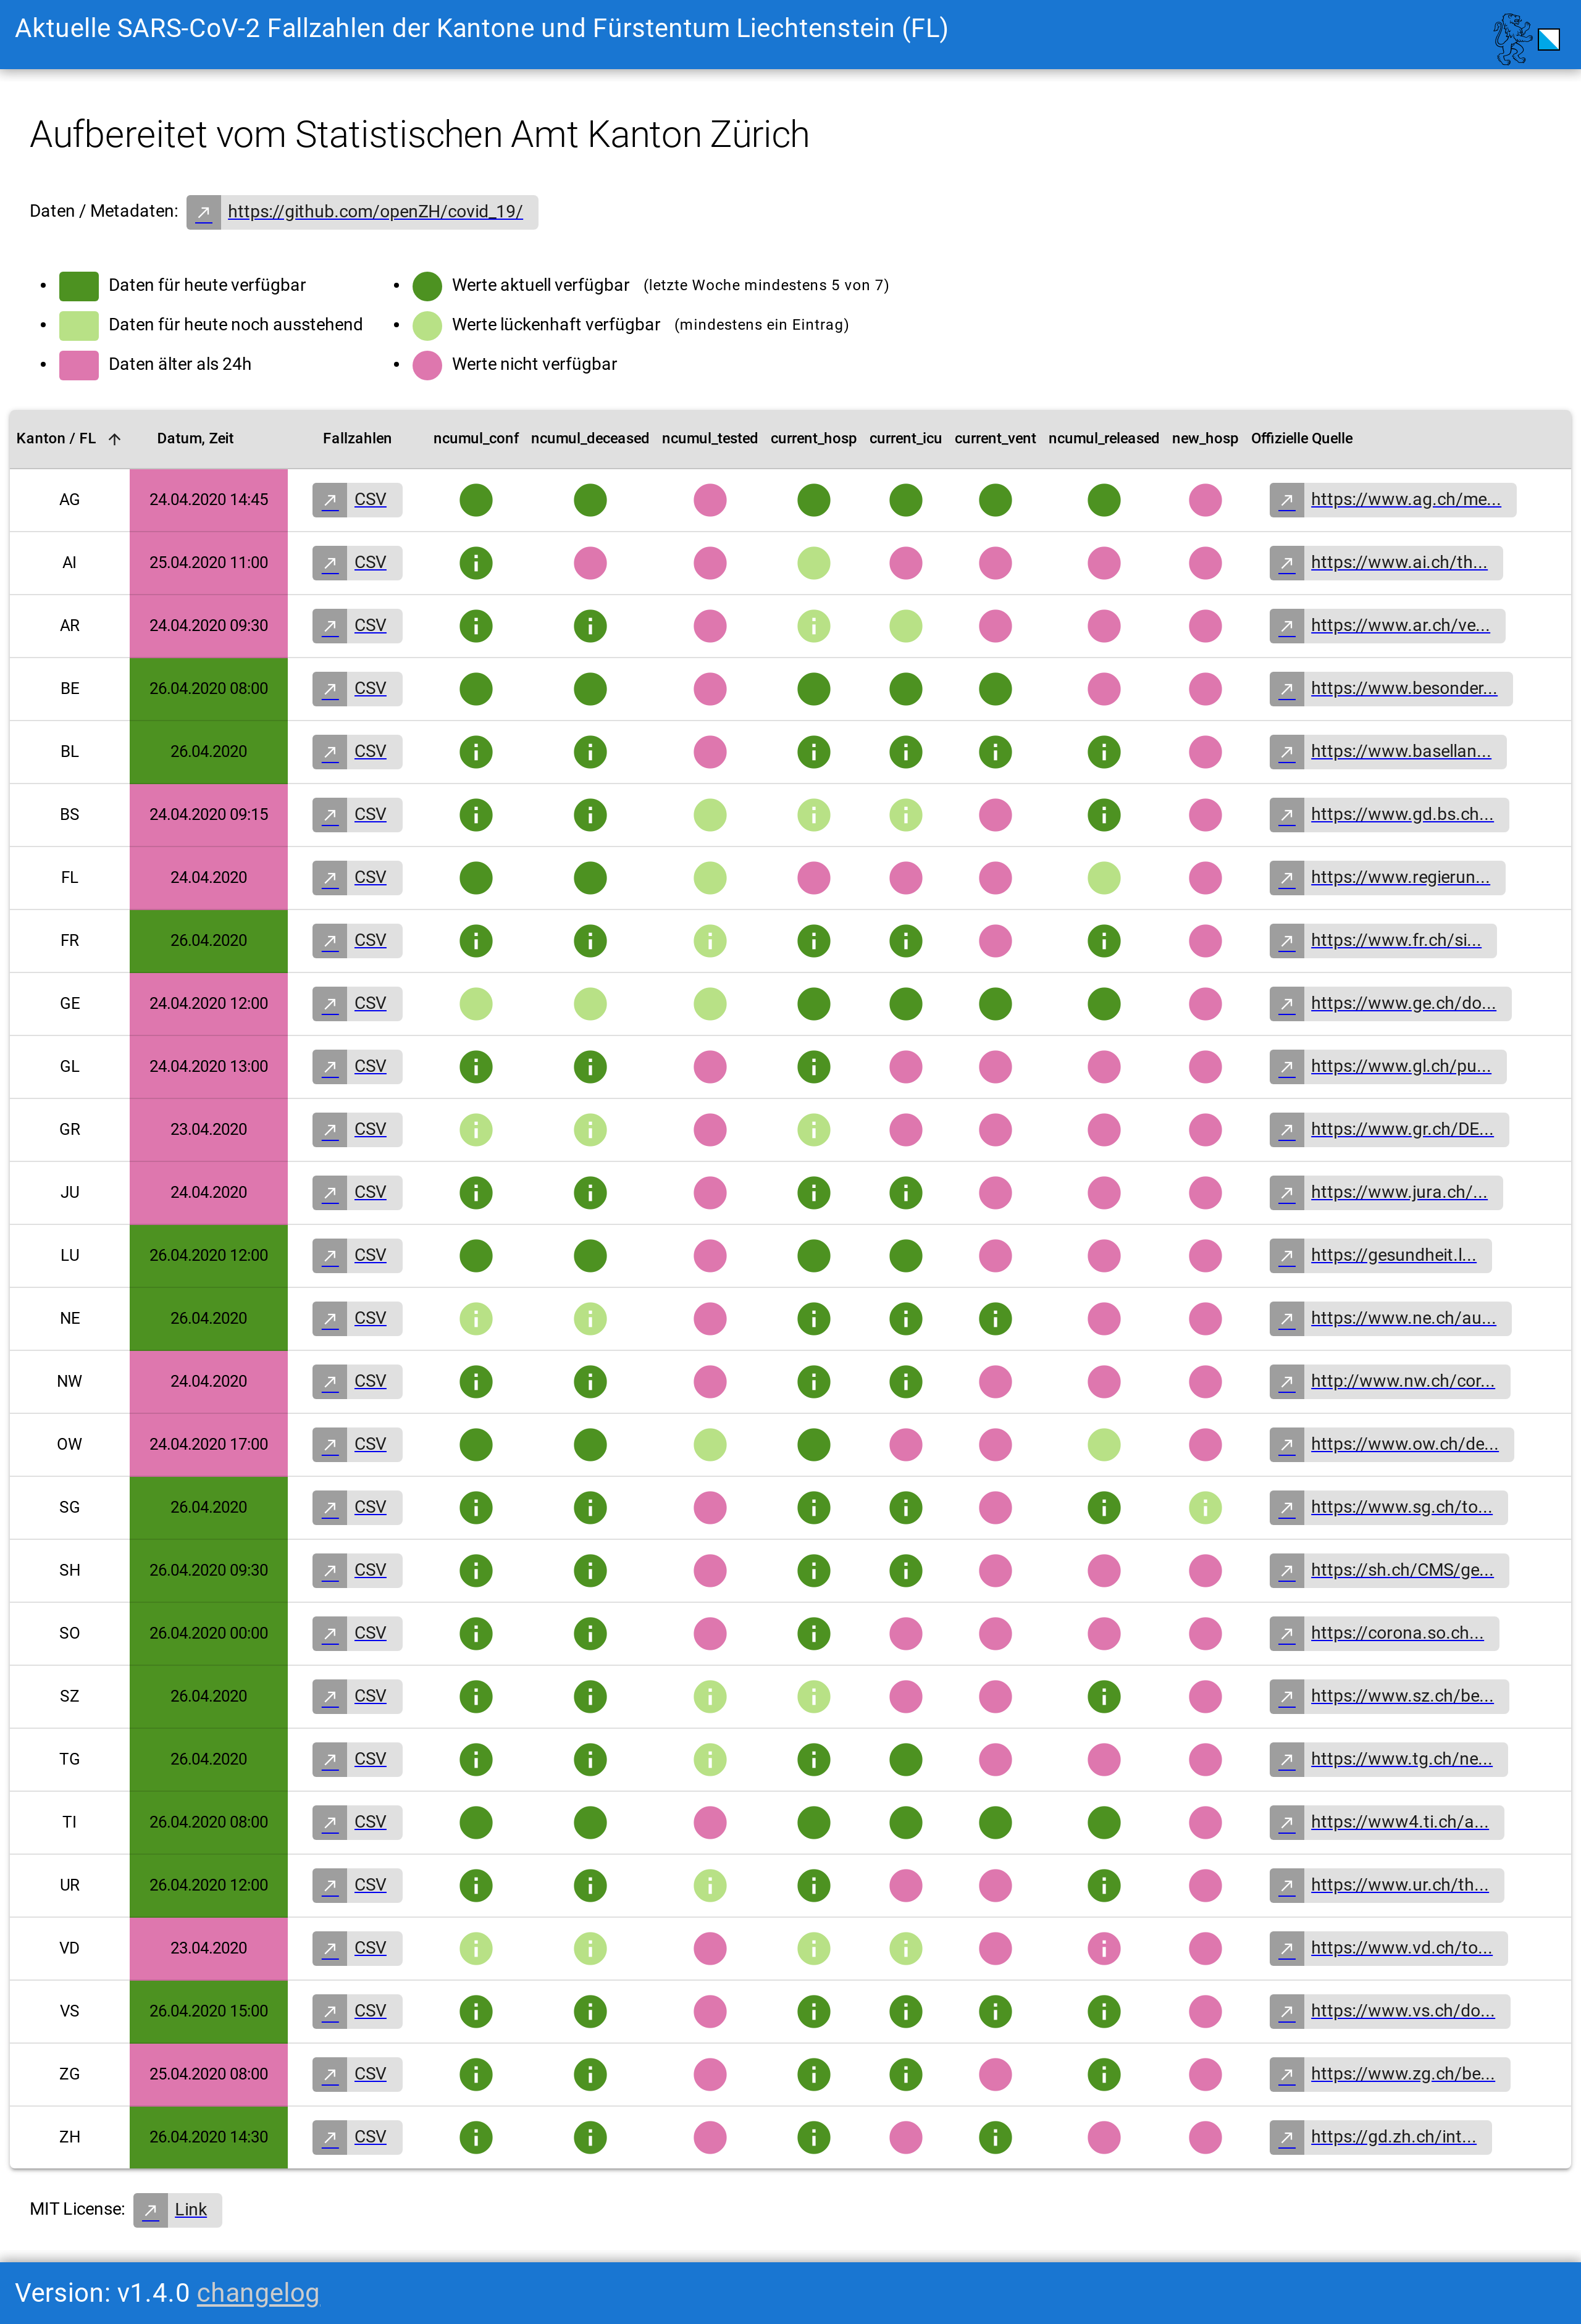 Aktuelle SARS-CoV-2 Fallzahlen der Kantone und Fürstentum Liechtenstein (FL)
Aufbereitet vom Statistischen Amt Kanton Zürich
Daten / Metadaten: https://github.com/openZH/covid_19/
Daten für heute verfügbar
Daten für heute noch ausstehend
Daten älter als 24h
Werte aktuell verfügbar (letzte Woche mindestens 5 von 7)
Werte lückenhaft verfügbar (mindestens ein Eintrag)
Werte nicht verfügbar
Kanton / FL Datum, Zeit Fallzahlen ncumul_conf ncumul_deceased ncumul_tested current_hosp current_icu current_vent ncumul_released new_hosp Offizielle Quelle
AG 24.04.2020 14:45 CSV https://www.ag.ch/me...
AI 25.04.2020 11:00 CSV https://www.ai.ch/th...
AR 24.04.2020 09:30 CSV https://www.ar.ch/ve...
BE 26.04.2020 08:00 CSV https://www.besonder...
BL 26.04.2020 CSV https://www.basellan...
BS 24.04.2020 09:15 CSV https://www.gd.bs.ch...
FL 24.04.2020 CSV https://www.regierun...
FR 26.04.2020 CSV https://www.fr.ch/si...
GE 24.04.2020 12:00 CSV https://www.ge.ch/do...
GL 24.04.2020 13:00 CSV https://www.gl.ch/pu...
GR 23.04.2020 CSV https://www.gr.ch/DE...
JU 24.04.2020 CSV https://www.jura.ch/...
LU 26.04.2020 12:00 CSV https://gesundheit.l...
NE 26.04.2020 CSV https://www.ne.ch/au...
NW 24.04.2020 CSV http://www.nw.ch/cor...
OW 24.04.2020 17:00 CSV https://www.ow.ch/de...
SG 26.04.2020 CSV https://www.sg.ch/to...
SH 26.04.2020 09:30 CSV https://sh.ch/CMS/ge...
SO 26.04.2020 00:00 CSV https://corona.so.ch...
SZ 26.04.2020 CSV https://www.sz.ch/be...
TG 26.04.2020 CSV https://www.tg.ch/ne...
TI 26.04.2020 08:00 CSV https://www4.ti.ch/a...
UR 26.04.2020 12:00 CSV https://www.ur.ch/th...
VD 23.04.2020 CSV https://www.vd.ch/to...
VS 26.04.2020 15:00 CSV https://www.vs.ch/do...
ZG 25.04.2020 08:00 CSV https://www.zg.ch/be...
ZH 26.04.2020 14:30 CSV https://gd.zh.ch/int...
MIT License: Link
Version: v1.4.0 changelog